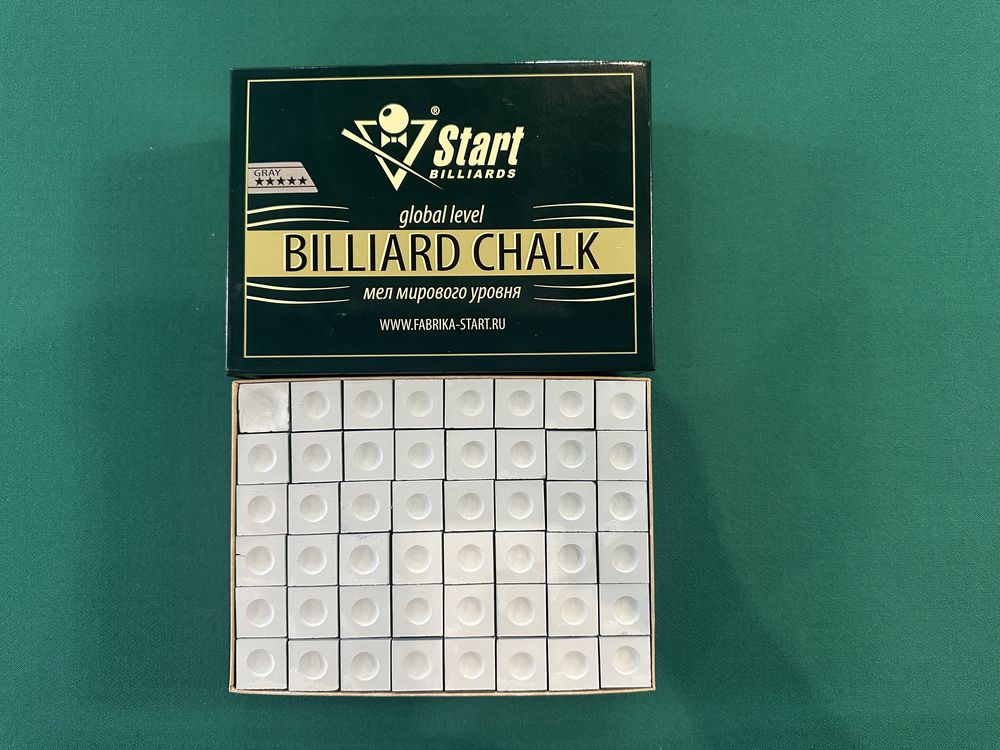 ®
Start
BILLIARDS
GRAY
★★★★★
global level
BILLIARD CHALK
мел мирового уровня
WWW.FABRIKA-START.RU